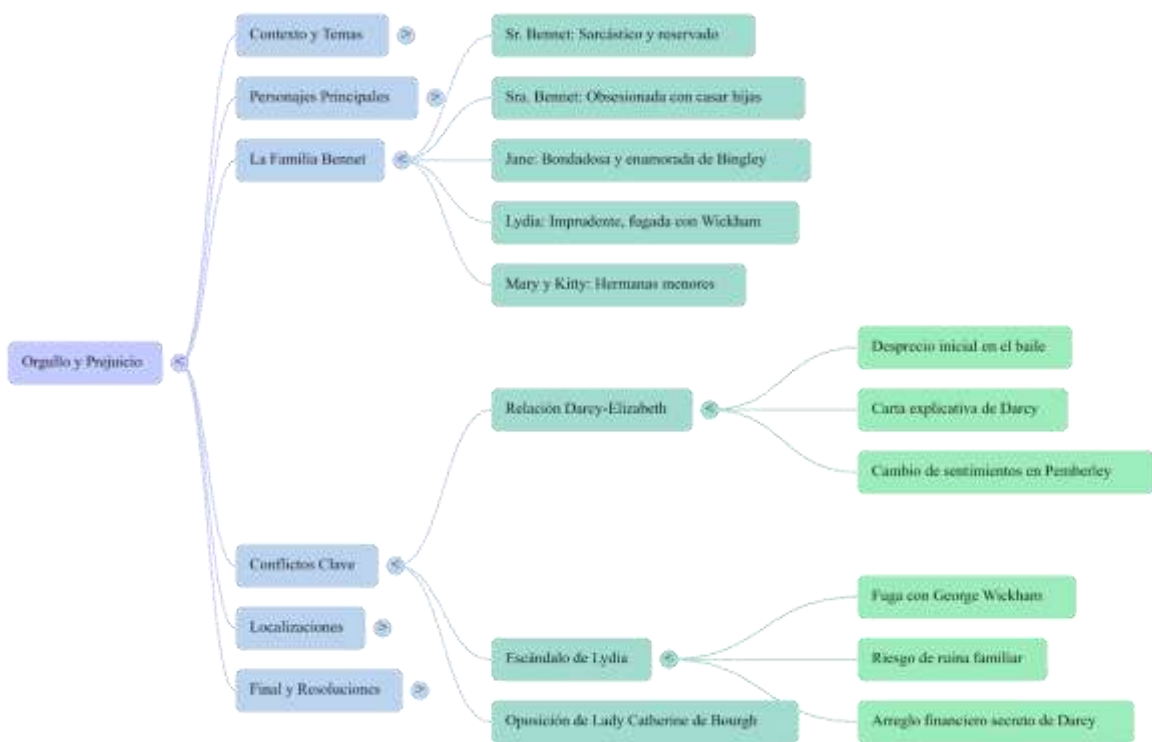 Orgullo y Prejuicio
Contexto y Temas
Personajes Principales
La Familia Bennet
Sr. Bennet: Sarcástico y reservado
Sra. Bennet: Obsesionada con casar hijas
Jane: Bondadosa y enamorada de Bingley
Lydia: Imprudente, fugada con Wickham
Mary y Kitty: Hermanas menores
Conflictos Clave
Relación Darcy-Elizabeth
Desprecio inicial en el baile
Carta explicativa de Darcy
Cambio de sentimientos en Pemberley
Escándalo de Lydia
Fuga con George Wickham
Riesgo de ruina familiar
Arreglo financiero secreto de Darcy
Oposición de Lady Catherine de Bourgh
Localizaciones
Final y Resoluciones